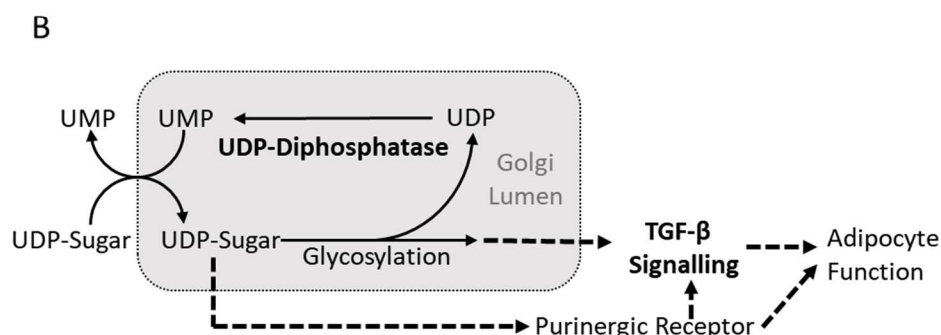 B
UMP UMP UDP
UDP-Diphosphatase
Golgi
Lumen
UDP-Sugar UDP-Sugar
Glycosylation
TGF-β
Signalling
Adipocyte
Function
Purinergic Receptor